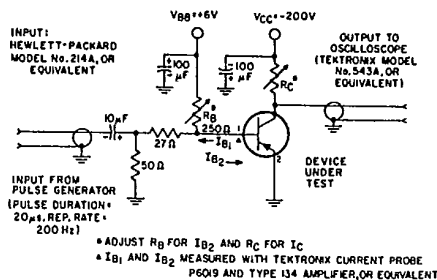 VBB=+6V
VCC=-200V
INPUT:
HEWLETT-PACKARD
MODEL No. 214A, OR
EQUIVALENT
OUTPUT TO
OSCILLOSCOPE
(TEKTRONIX MODEL
No. 543A, OR
EQUIVALENT)
100
μF
100
μF
RC*
RB
250Ω
10μF
27Ω
50Ω
IB1
IB2
1
2
DEVICE
UNDER
TEST
INPUT FROM
PULSE GENERATOR
(PULSE DURATION=
20μs, REP. RATE=
200 Hz)
* ADJUST RB FOR IB2 AND RC FOR IC
▲ IB1 AND IB2 MEASURED WITH TEKTRONIX CURRENT PROBE
P6019 AND TYPE 134 AMPLIFIER, OR EQUIVALENT